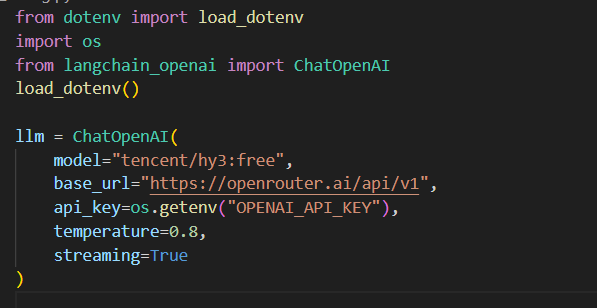 from dotenv import load_dotenv
import os
from langchain_openai import ChatOpenAI
load_dotenv()
llm = ChatOpenAI(
    model="tencent/hy3:free",
    base_url="https://openrouter.ai/api/v1",
    api_key=os.getenv("OPENAI_API_KEY"),
    temperature=0.8,
    streaming=True
)